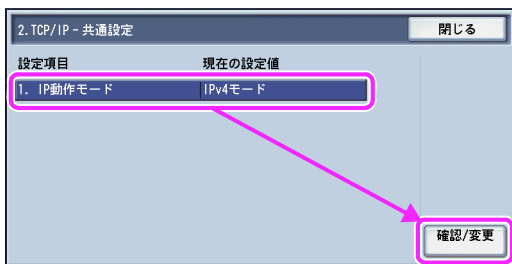 2.TCP/IP - 共通設定
閉じる
設定項目 現在の設定値
1. IP動作モード IPv4モード
確認/変更